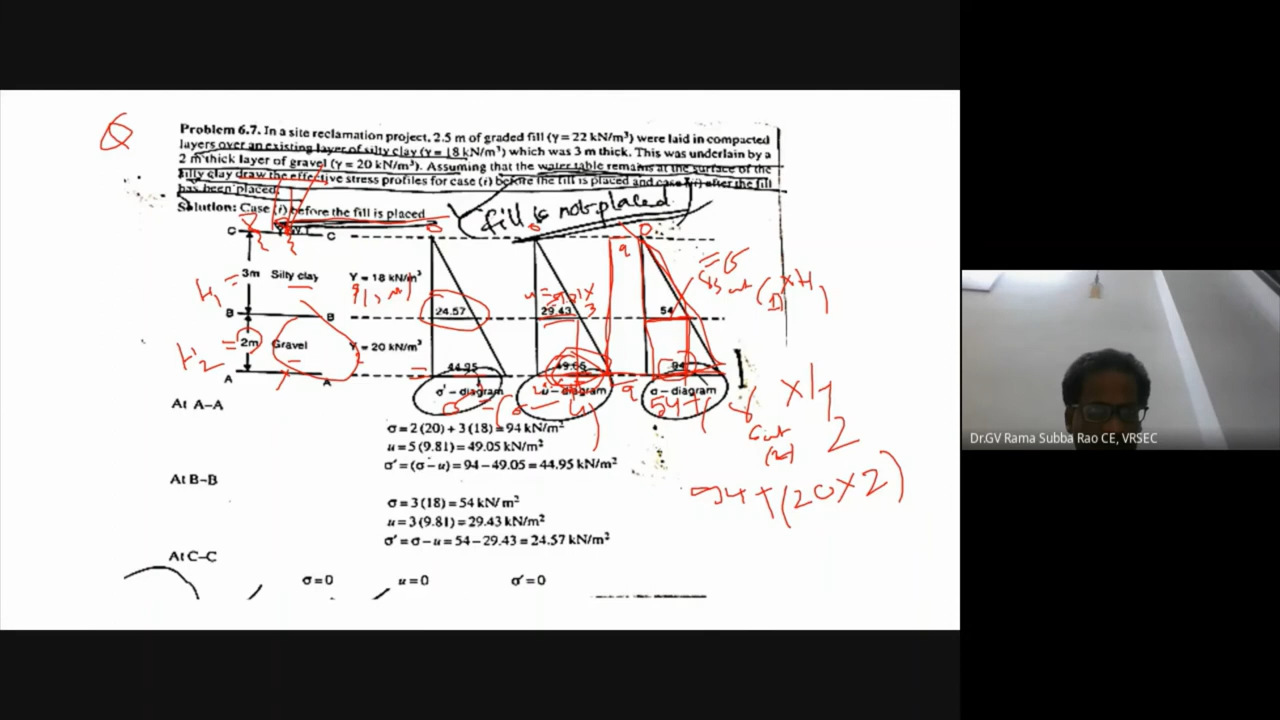 Q
Problem 6.7. In a site reclamation project, 2.5 m of graded fill (γ = 22 kN/m³) were laid in compacted
layers over an existing layer of silty clay (γ = 18 kN/m³) which was 3 m thick. This was underlain by a
2 m thick layer of gravel (γ = 20 kN/m³). Assuming that the water table remains at the surface of the
silly clay draw the effective stress profiles for case (i) before the fill is placed and case (ii) after the fill
has been placed.
Solution: Case (i) before the fill is placed
fill is not placed
C C
3m Silty clay γ = 18 kN/m³
H₁ =
24.57 29.43 54
B B
2m Gravel γ = 20 kN/m³
H₂ =
44.95 94
A A
σ' - diagram u - diagram σ - diagram
At A–A
σ = 2 (20) + 3 (18) = 94 kN/m²
u = 5 (9.81) = 49.05 kN/m²
σ' = (σ – u) = 94 – 49.05 = 44.95 kN/m²
At B–B
σ = 3 (18) = 54 kN/m²
u = 3 (9.81) = 29.43 kN/m²
σ' = σ – u = 54 – 29.43 = 24.57 kN/m²
At C–C
σ = 0 u = 0 σ' = 0
Dr.GV Rama Subba Rao CE, VRSEC